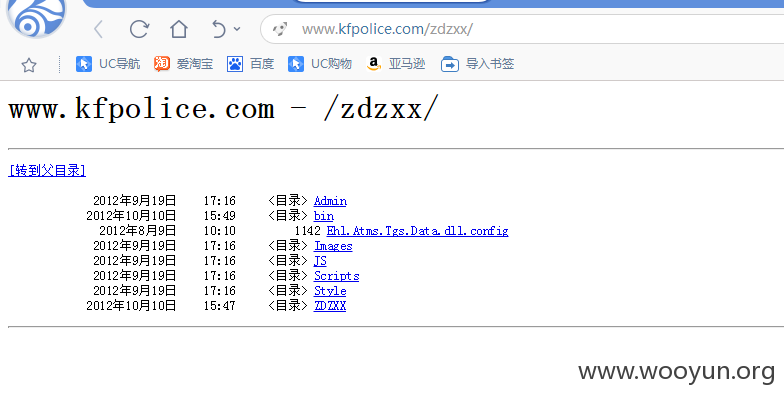 www.kfpolice.com/zdzxx/
UC导航 爱淘宝 百度 UC购物 亚马逊 导入书签
www.kfpolice.com - /zdzxx/
[转到父目录]
2012年9月19日 17:16 <目录> Admin
2012年10月10日 15:49 <目录> bin
2012年8月9日 10:10 1142 Ehl.Atms.Tgs.Data.dll.config
2012年9月19日 17:16 <目录> Images
2012年9月19日 17:16 <目录> JS
2012年9月19日 17:16 <目录> Scripts
2012年9月19日 17:16 <目录> Style
2012年10月10日 15:47 <目录> ZDZXX
www.wooyun.org